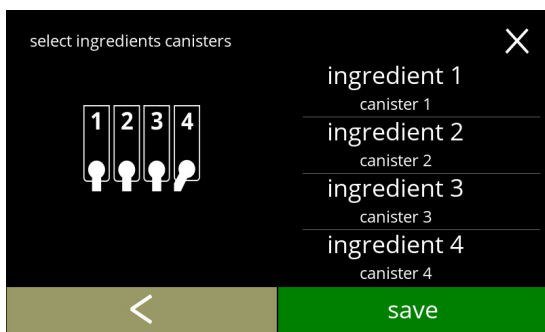 select ingredients canisters
1 2 3 4
ingredient 1
canister 1
ingredient 2
canister 2
ingredient 3
canister 3
ingredient 4
canister 4
save